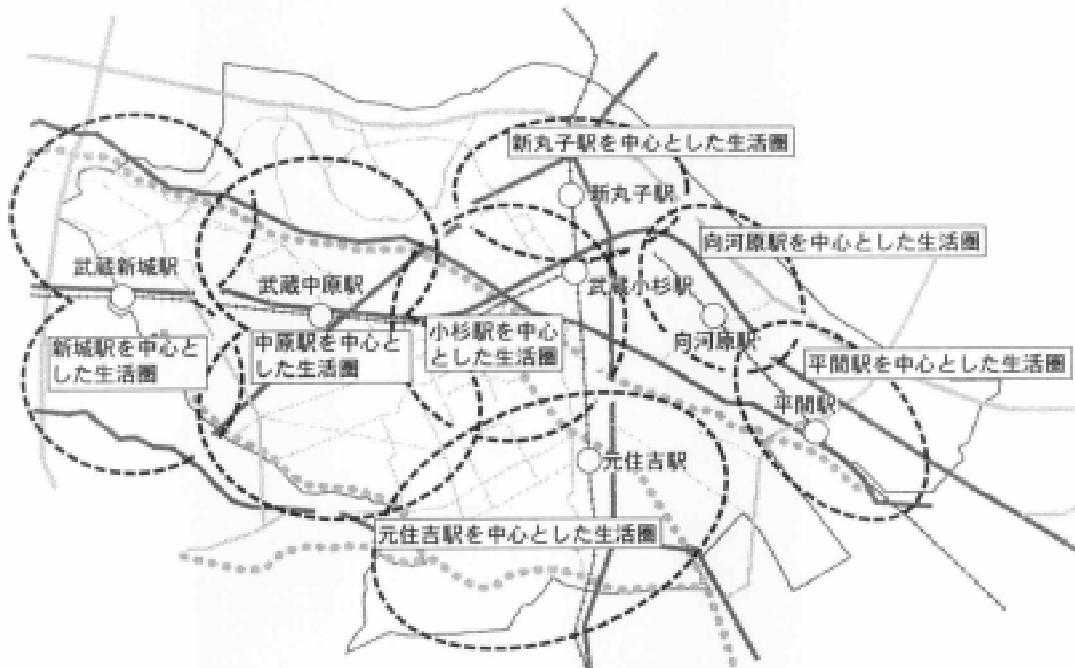 新丸子駅を中心とした生活圏
新丸子駅
向河原駅を中心とした生活圏
武蔵新城駅
武蔵中原駅
武蔵小杉駅
向河原駅
新城駅を中心と
した生活圏
中原駅を中心と
した生活圏
小杉駅を中心
とした生活圏
平間駅を中心とした生活圏
平間駅
元住吉駅
元住吉駅を中心とした生活圏